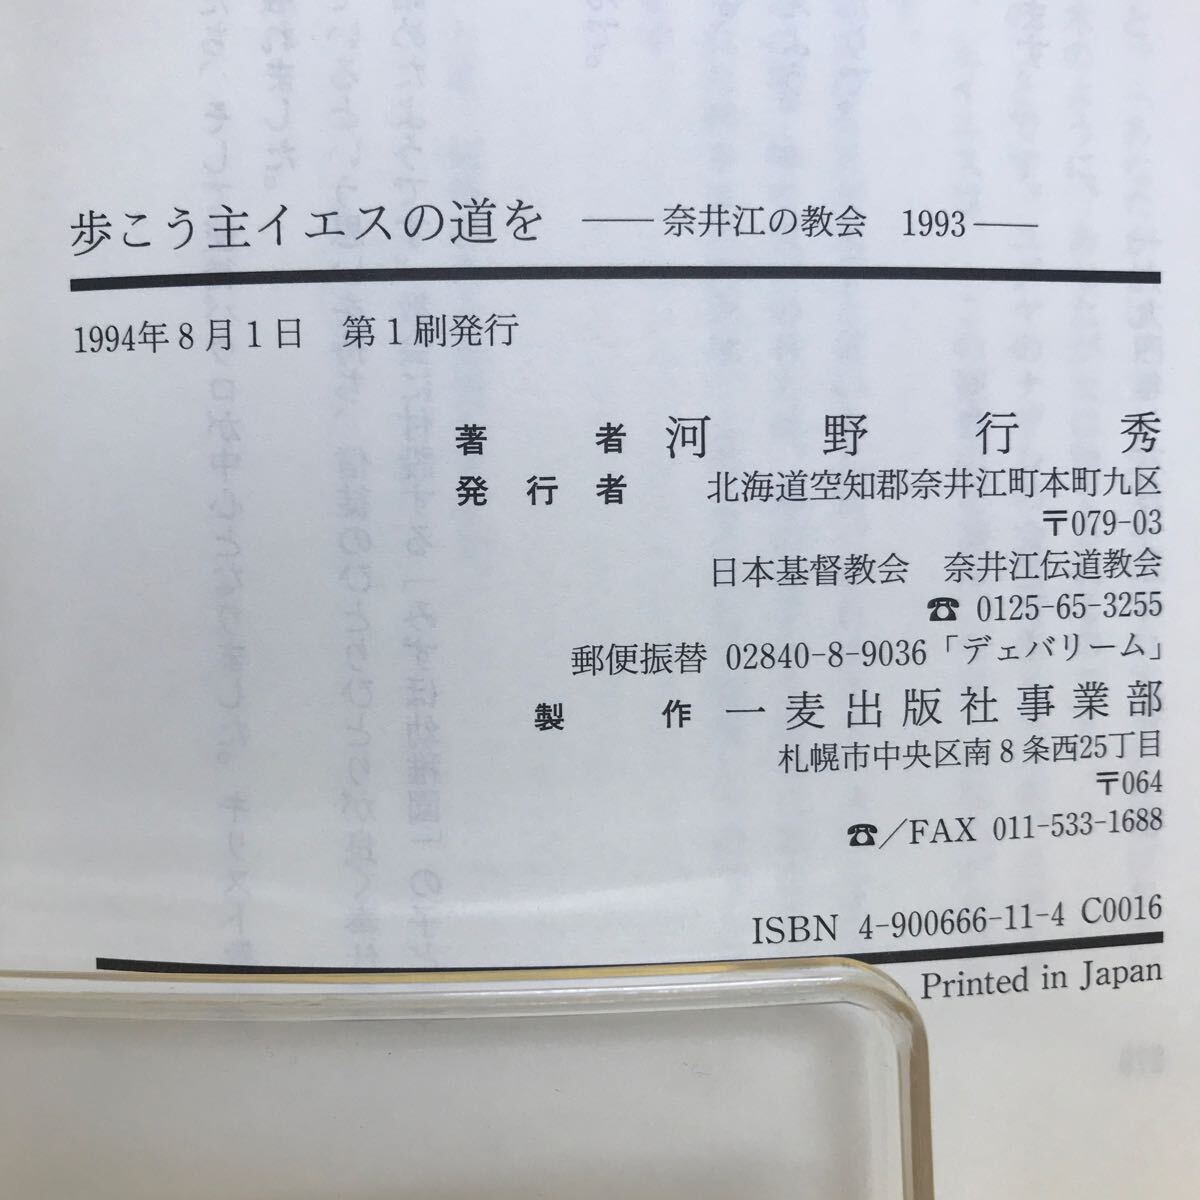 歩こう主イエスの道を ――奈井江の教会 1993――
1994年8月1日 第1刷発行
著者 河野行秀
発行者 北海道空知郡奈井江町本町九区
〒079-03
日本基督教会 奈井江伝道教会
☎ 0125-65-3255
郵便振替 02840-8-9036「デェバリーム」
製作 一麦出版社事業部
札幌市中央区南8条西25丁目
〒064
☎/FAX 011-533-1688
ISBN 4-900666-11-4 C0016
Printed in Japan